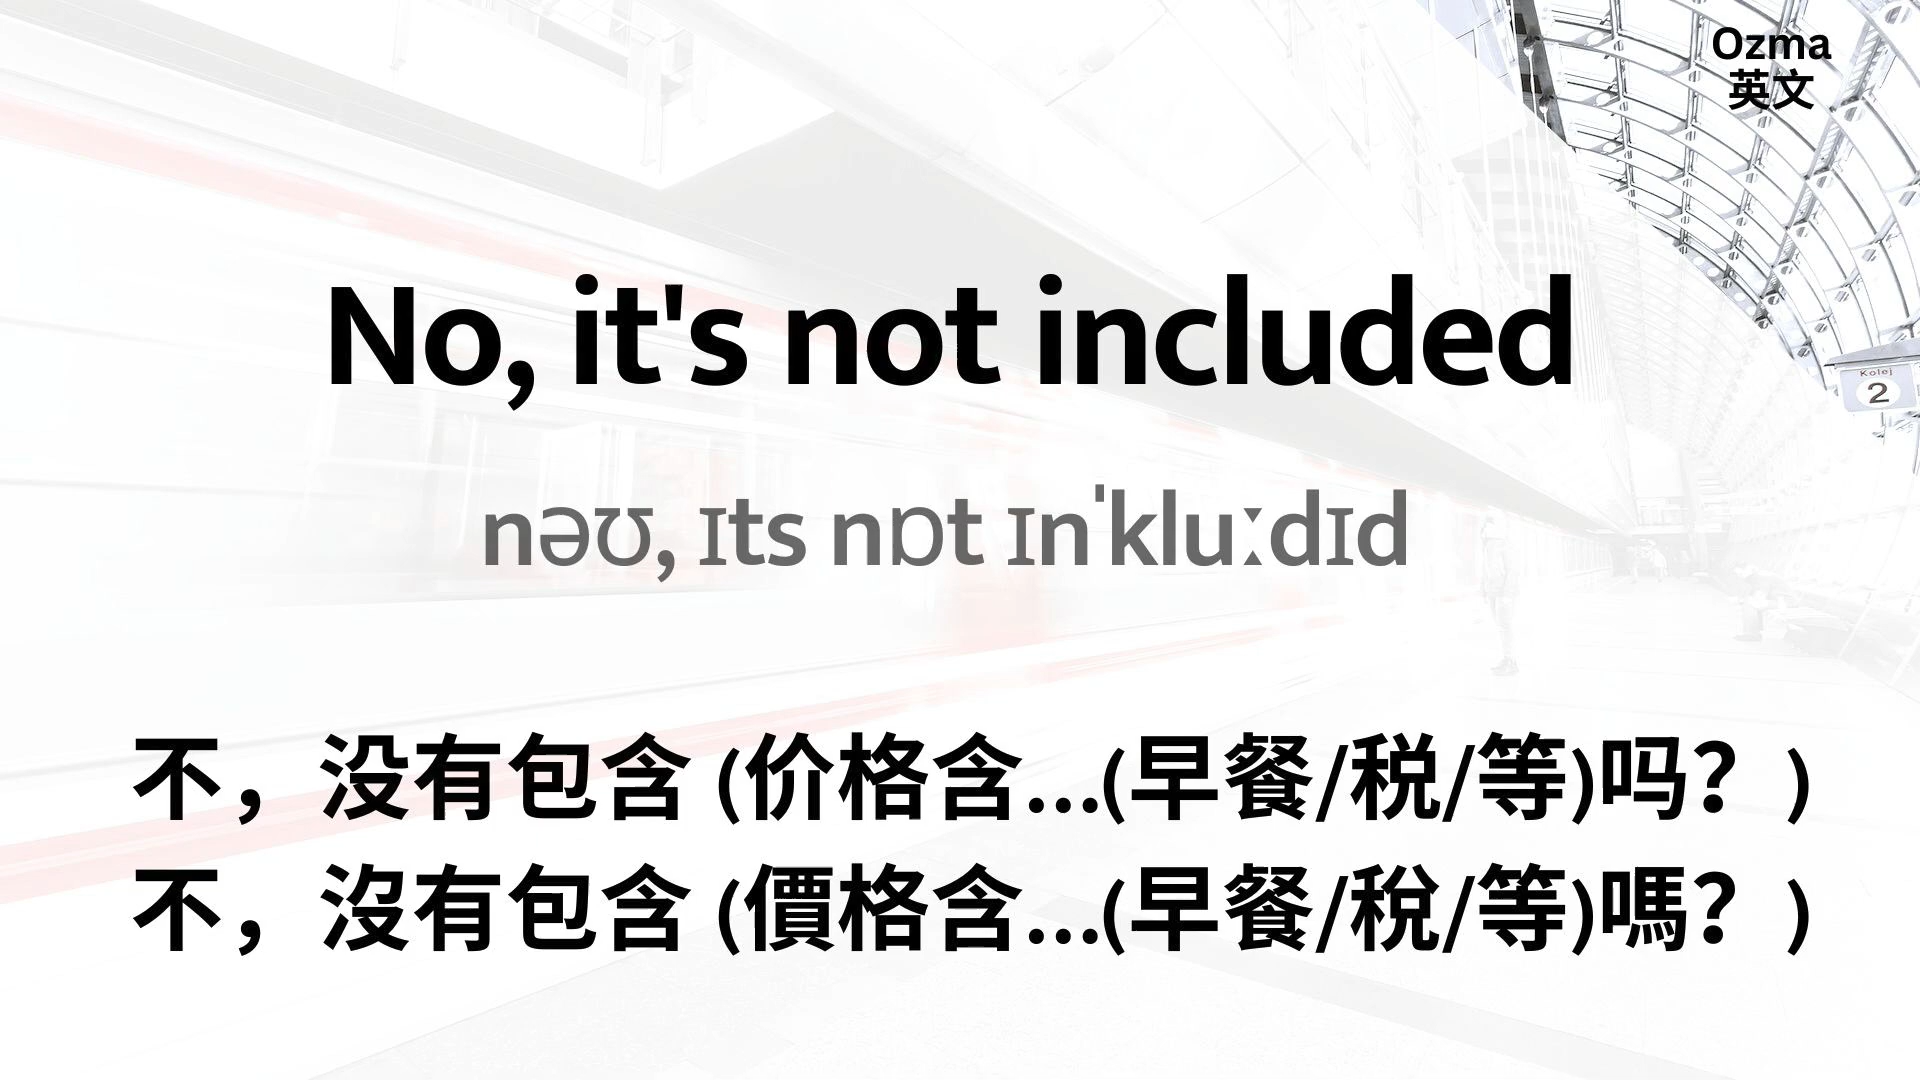 Ozma
英文
No, it's not included
nəʊ, ɪts nɒt ɪnˈkluːdɪd
不，没有包含 (价格含...(早餐/税/等)吗？)
不，沒有包含 (價格含...(早餐/稅/等)嗎？)
Kolej
2